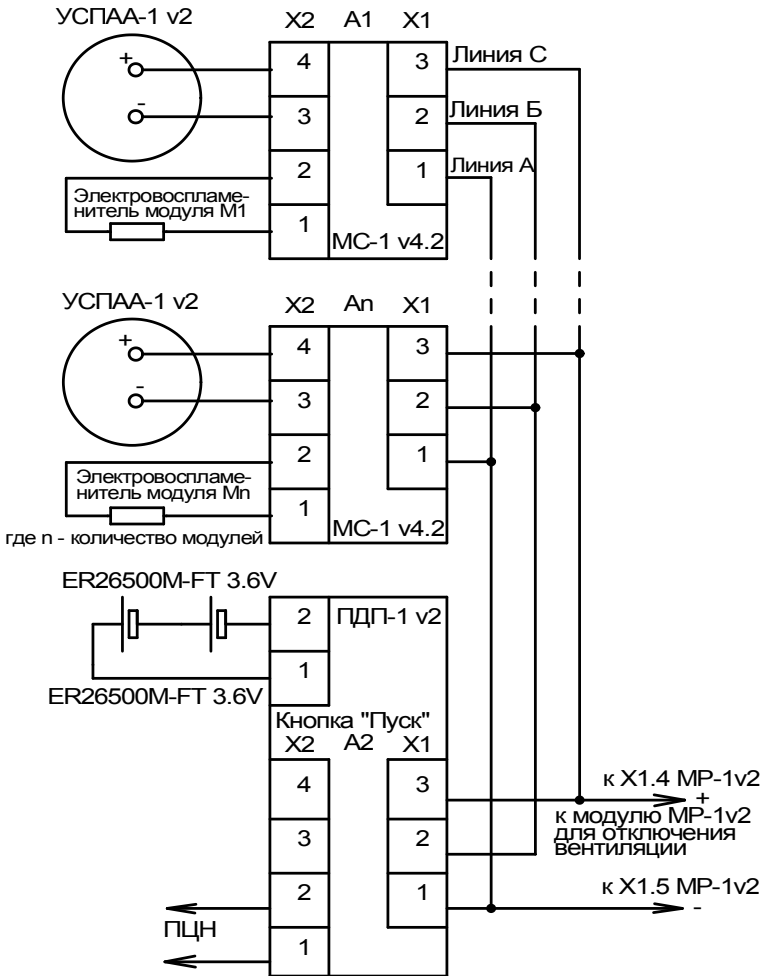 УСПАА-1 v2
X2 A1 X1
+
-
4
3
2
1
3
2
1
Линия С
Линия Б
Линия А
Электровоспламе-
нитель модуля М1
МС-1 v4.2
УСПАА-1 v2
X2 An X1
+
-
4
3
2
1
3
2
1
Электровоспламе-
нитель модуля Мn
МС-1 v4.2
где n - количество модулей
ER26500M-FT 3.6V
2
1
ПДП-1 v2
ER26500M-FT 3.6V
Кнопка "Пуск"
X2 A2 X1
4
3
2
1
3
2
1
к X1.4 МР-1v2
+
к модулю МР-1v2
для отключения
вентиляции
к X1.5 МР-1v2
-
ПЦН